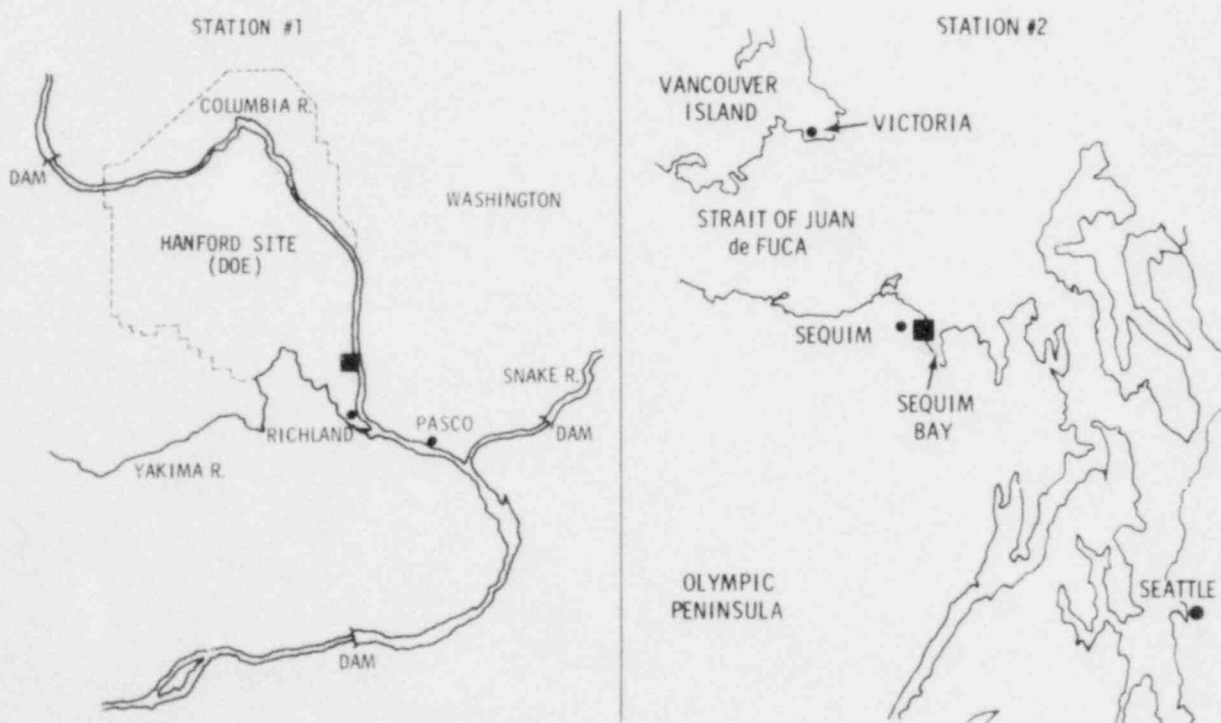 STATION #1
COLUMBIA R.
DAM
WASHINGTON
HANFORD SITE
(DOE)
SNAKE R.
PASCO
DAM
RICHLAND
YAKIMA R.
DAM
STATION #2
VANCOUVER
ISLAND
VICTORIA
STRAIT OF JUAN
de FUCA
SEQUIM
SEQUIM
BAY
OLYMPIC
PENINSULA
SEATTLE